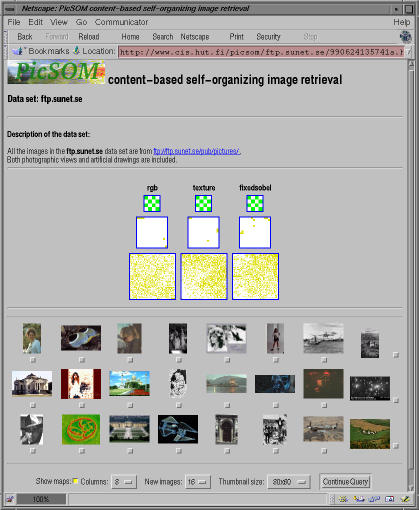 Netscape: PicSOM content-based self-organizing image retrieval
File Edit View Go Communicator Help
Back Forward Reload Home Search Netscape Print Security Stop
Bookmarks Location: http://www.cis.hut.fi/picsom/ftp.sunet.se/990624135741a.h
PicSOM content-based self-organizing image retrieval
Data set: ftp.sunet.se
Description of the data set:
All the images in the ftp.sunet.se data set are from ftp://ftp.sunet.se/pub/pictures/.
Both photographic views and artificial drawings are included.
rgb texture fixedsobel
Show maps: Columns: 8 New images: 16 Thumbnail size: 80x80 Continue Query
100%